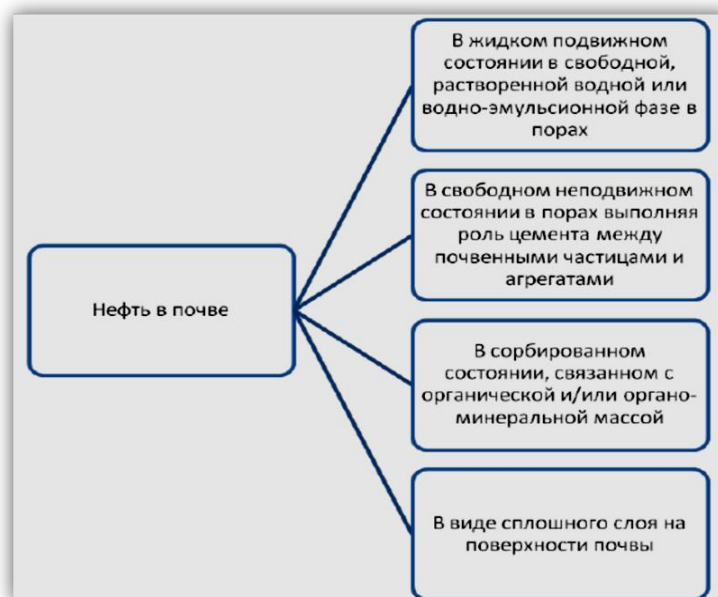 В жидком подвижном
состоянии в свободной,
растворенной водной или
водно-эмульсионной фазе в
порах
В свободном неподвижном
состоянии в порах выполняя
роль цемента между
почвенными частицами и
агрегатами
Нефть в почве
В сорбированном
состоянии, связанном с
органической и/или органо-
минеральной массой
В виде сплошного слоя на
поверхности почвы